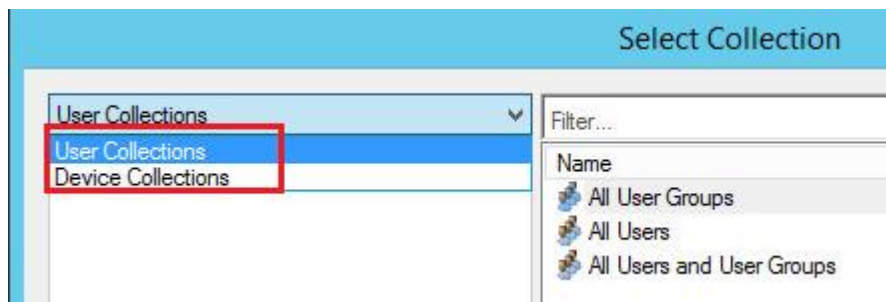 Select Collection
User Collections
User Collections
Device Collections
Filter...
Name
All User Groups
All Users
All Users and User Groups